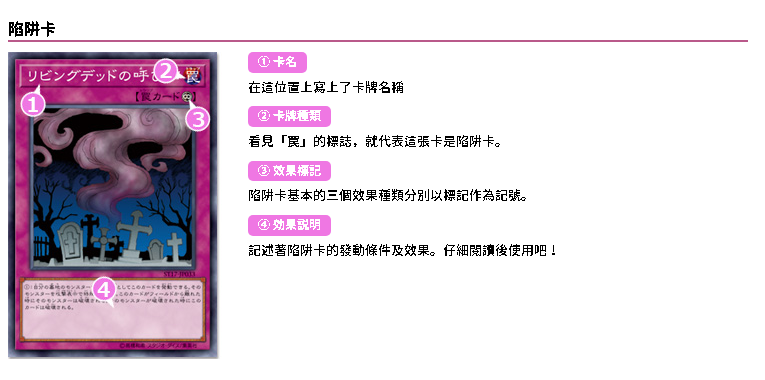 陷阱卡
リビングデッドの呼び
罠
【罠カード
ST17-JP033
① 卡名
在這位置上寫上了卡牌名稱
② 卡牌種類
看見「罠」的標誌，就代表這張卡是陷阱卡。
③ 效果標記
陷阱卡基本的三個效果種類分別以標記作為記號。
④ 效果説明
記述著陷阱卡的發動條件及效果。仔細閱讀後使用吧！
1
2
3
4